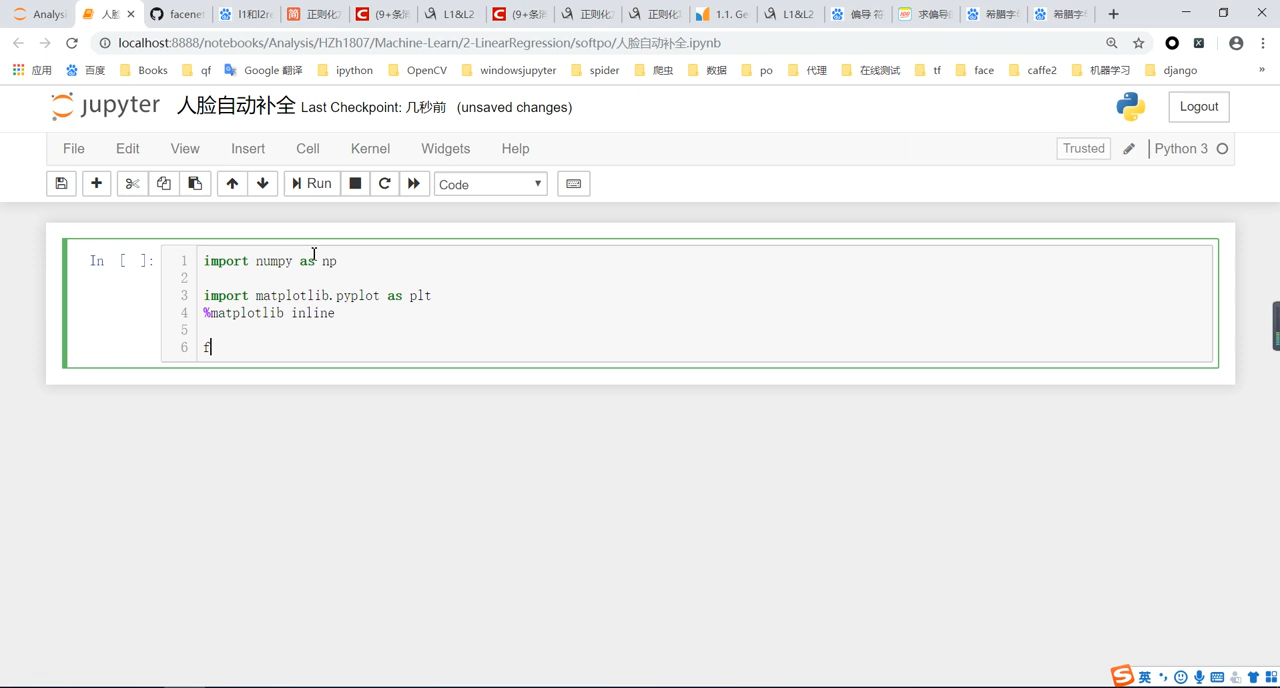 Analysi
人脸
facenet
l1和l2re
正则化
(9+条消
L1&L2
(9+条消
正则化
正则化
1.1. Ge
L1&L2
偏导 符
求偏导
希腊字
希腊字
localhost:8888/notebooks/Analysis/HZh1807/Machine-Learn/2-LinearRegression/softpo/人脸自动补全.ipynb
应用 百度 Books qf Google 翻译 ipython OpenCV windowsjupyter spider 爬虫 数据 po 代理 在线测试 tf face caffe2 机器学习 django »
jupyter 人脸自动补全 Last Checkpoint: 几秒前 (unsaved changes) Logout
File Edit View Insert Cell Kernel Widgets Help Trusted Python 3
Run Code
In [ ]:
1 import numpy as np
2
3 import matplotlib.pyplot as plt
4 %matplotlib inline
5
6 f
S 英